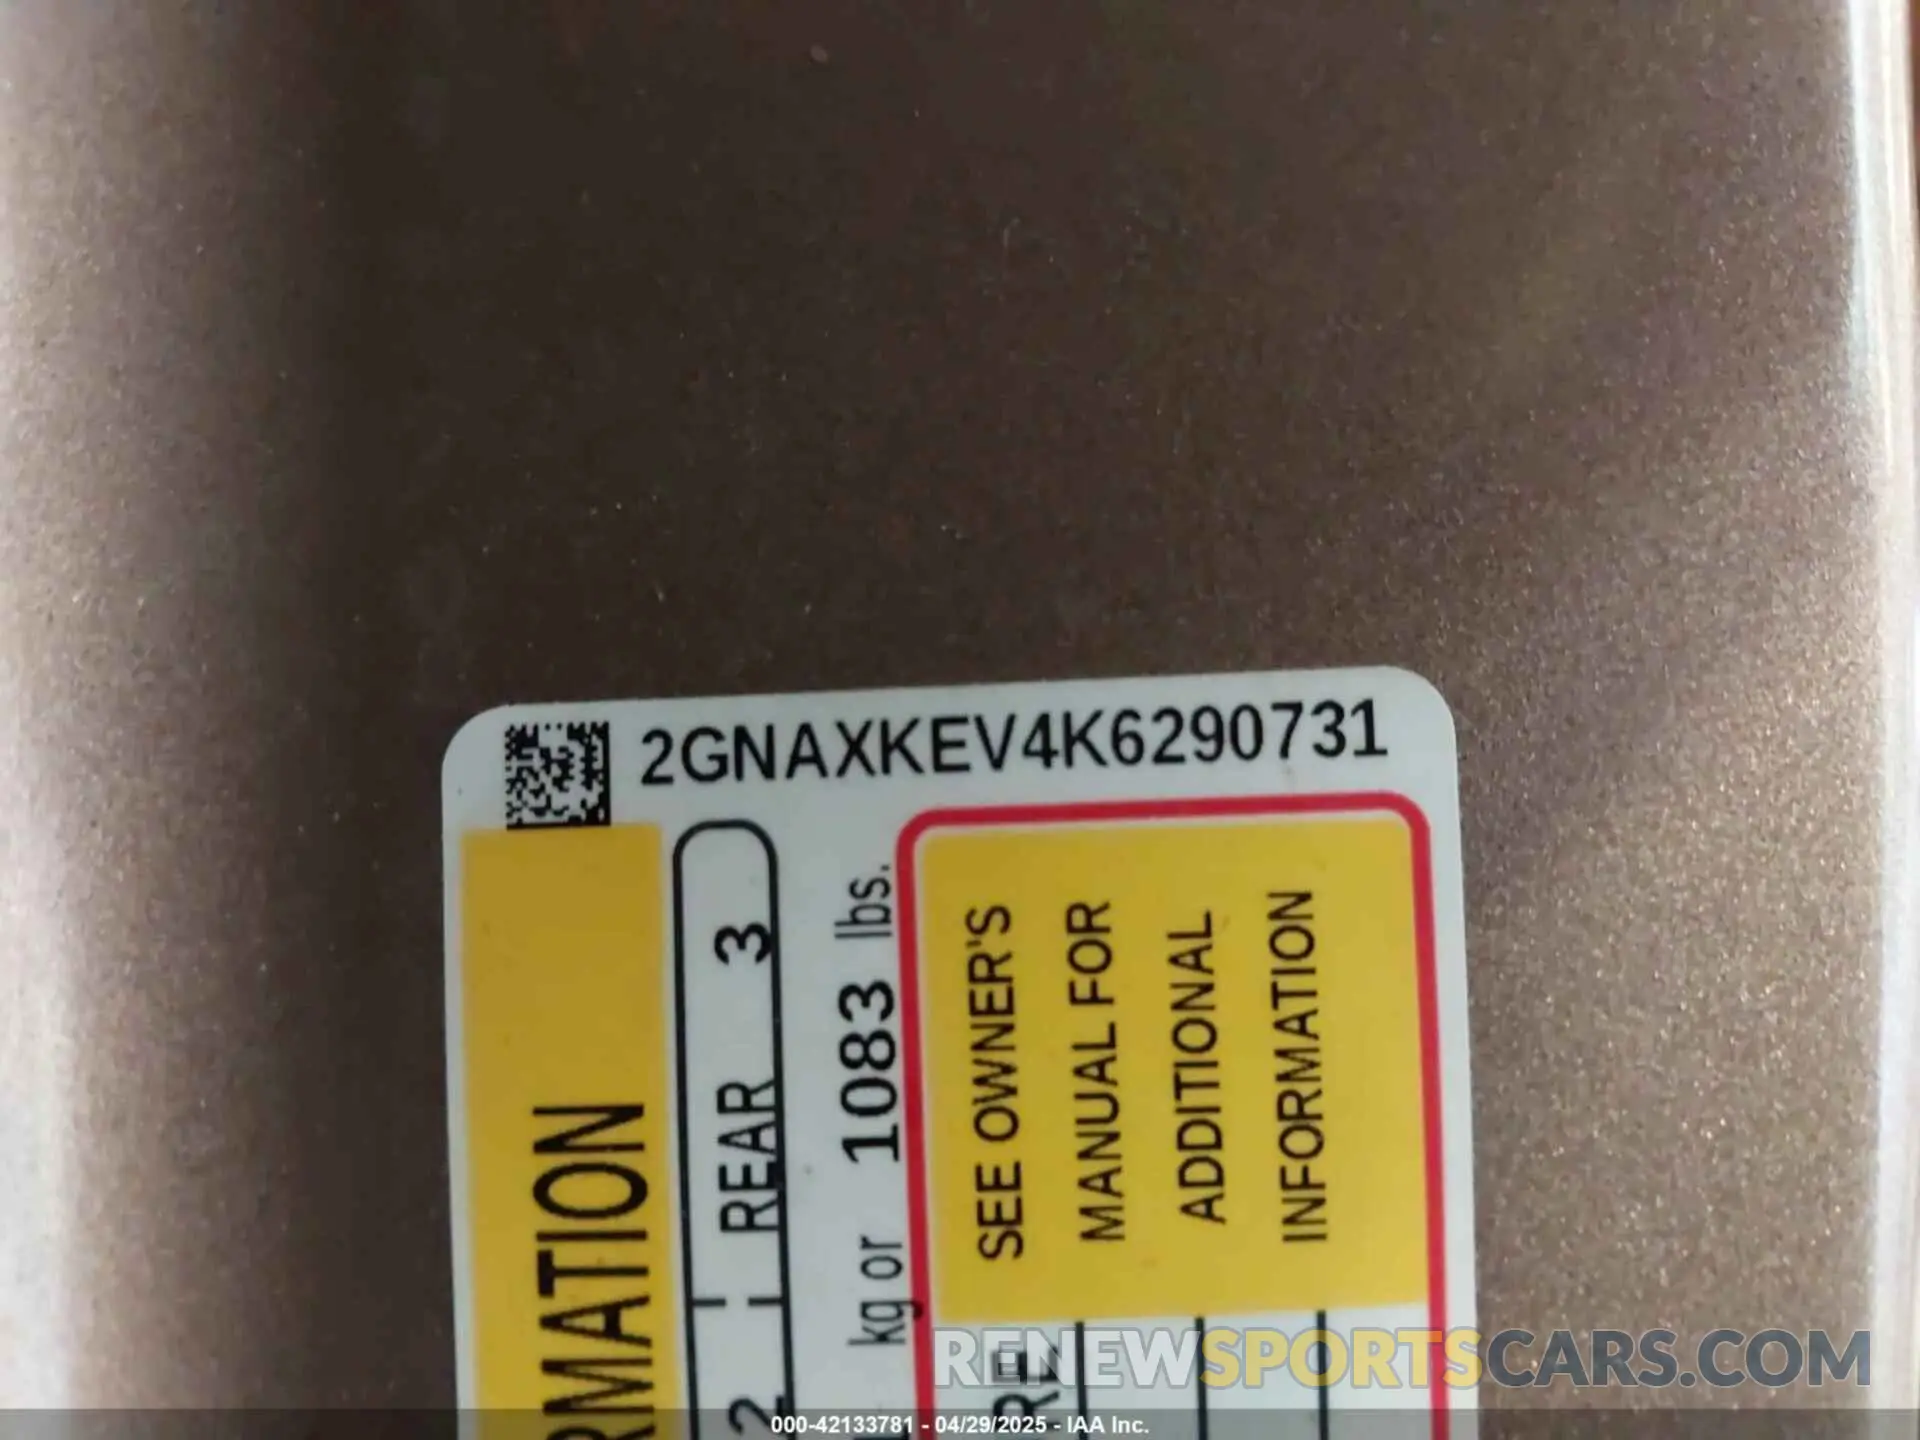 2GNAXKEV4K6290731
RMATION
2 REAR 3
kg or 1083 lbs.
SEE OWNER'S
MANUAL FOR
ADDITIONAL
INFORMATION
RENEWSPORTSCARS.COM
000-42133781 - 04/29/2025 - IAA Inc.